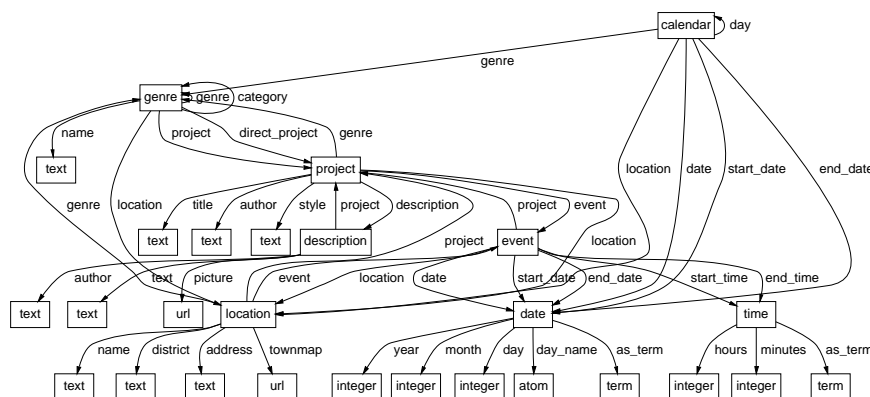 calendar day
genre
genre genre category
name project direct_project genre
text
project
genre location location date start_date end_date
title author style project description project event
text text text description event
location
author text picture event project location date start_date end_date start_time end_time
text text url location date time
name district address townmap year month day day_name as_term hours minutes as_term
text text text url integer integer integer atom term integer integer term